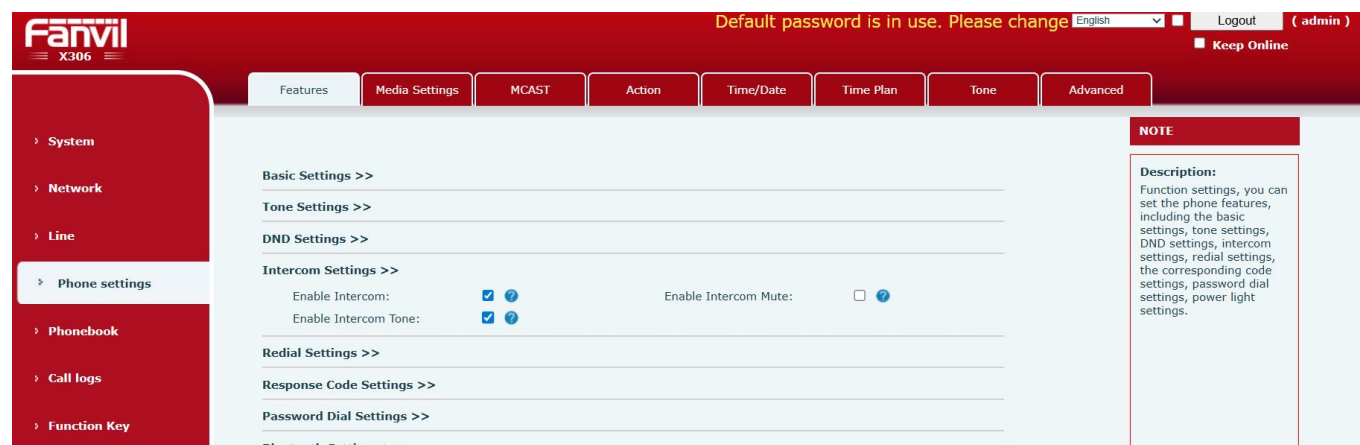 Fanvil
X306
Default password is in use. Please change English Logout ( admin )
Keep Online
Features Media Settings MCAST Action Time/Date Time Plan Tone Advanced
› System
› Network
› Line
› Phone settings
› Phonebook
› Call logs
› Function Key
Basic Settings >>
Tone Settings >>
DND Settings >>
Intercom Settings >>
Enable Intercom: Enable Intercom Mute:
Enable Intercom Tone:
Redial Settings >>
Response Code Settings >>
Password Dial Settings >>
NOTE
Description:
Function settings, you can
set the phone features,
including the basic
settings, tone settings,
DND settings, intercom
settings, redial settings,
the corresponding code
settings, password dial
settings, power light
settings.